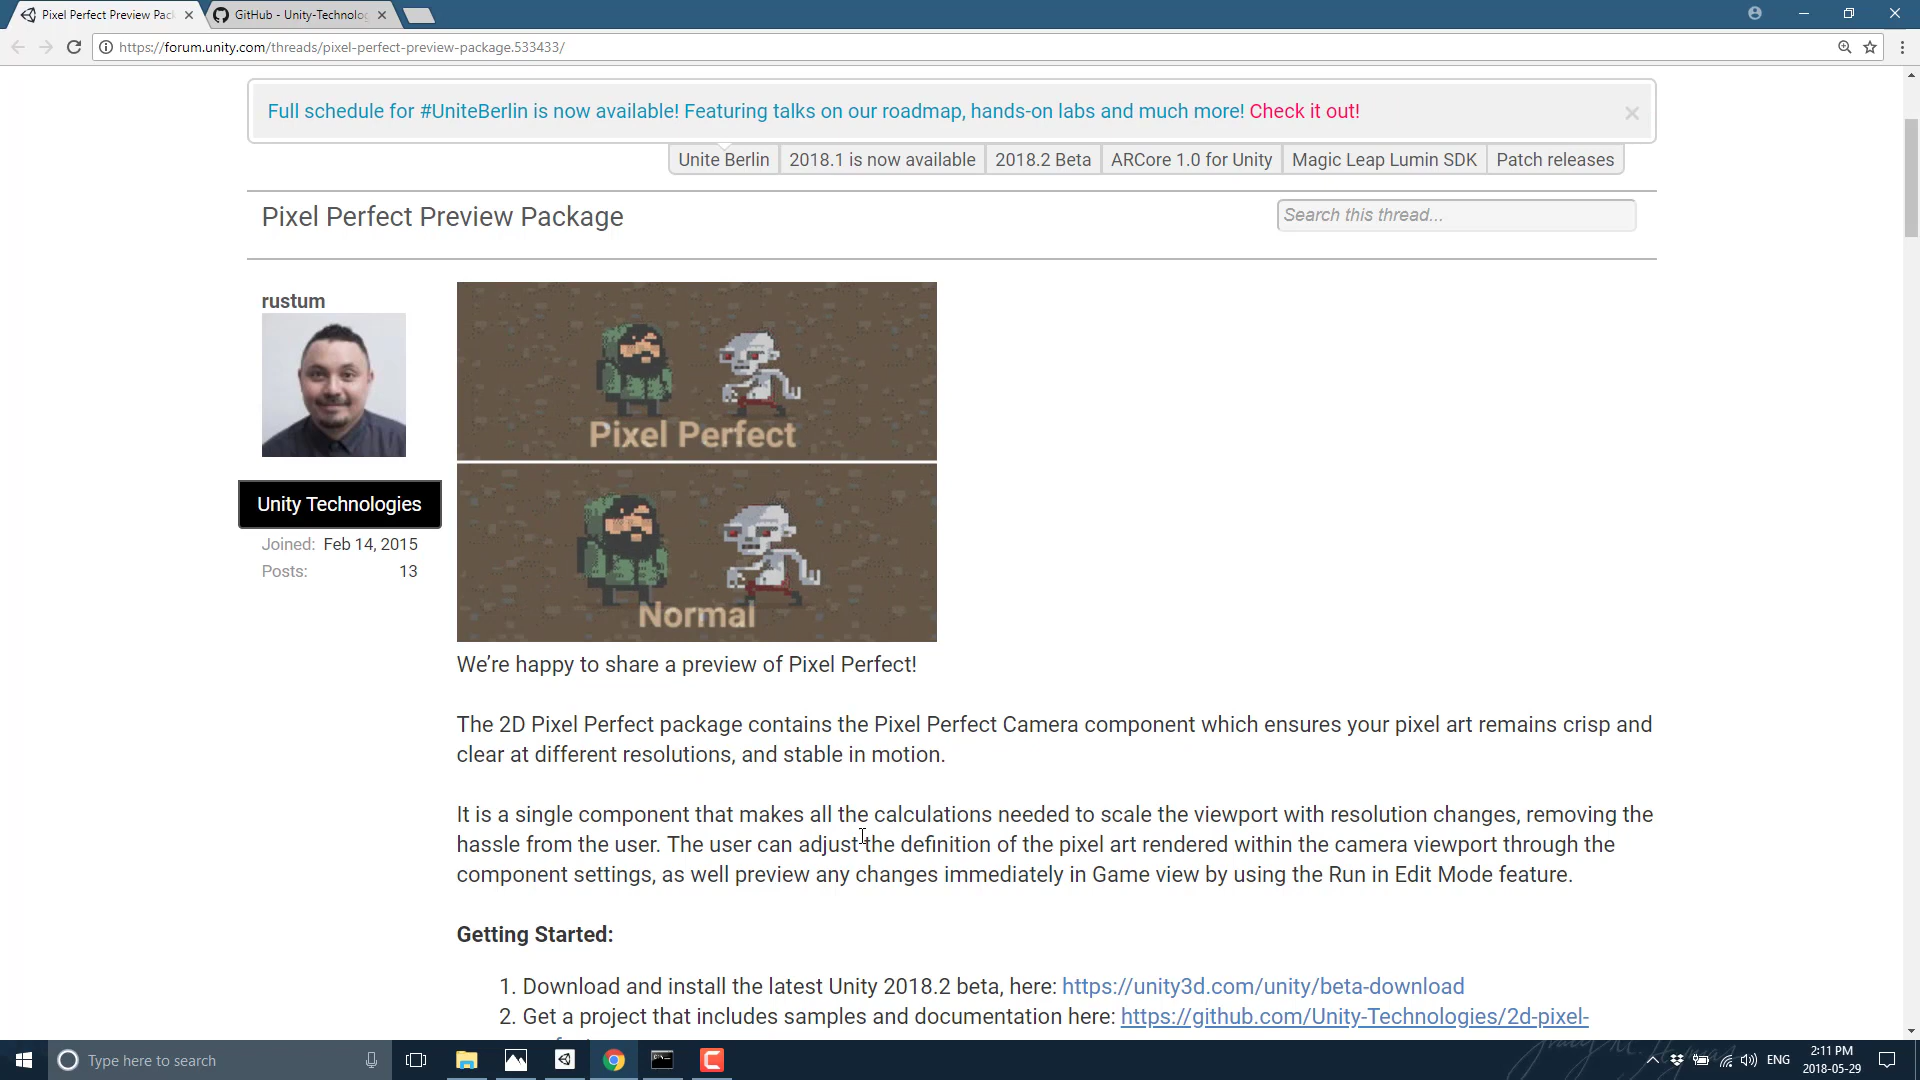 Pixel Perfect Preview Pac
GitHub - Unity-Technolog
https://forum.unity.com/threads/pixel-perfect-preview-package.533433/
Full schedule for #UniteBerlin is now available! Featuring talks on our roadmap, hands-on labs and much more! Check it out!
Unite Berlin
2018.1 is now available
2018.2 Beta
ARCore 1.0 for Unity
Magic Leap Lumin SDK
Patch releases
Pixel Perfect Preview Package
Search this thread...
rustum
Unity Technologies
Joined: Feb 14, 2015
Posts: 13
Pixel Perfect
Normal
We’re happy to share a preview of Pixel Perfect!
The 2D Pixel Perfect package contains the Pixel Perfect Camera component which ensures your pixel art remains crisp and
clear at different resolutions, and stable in motion.
It is a single component that makes all the calculations needed to scale the viewport with resolution changes, removing the
hassle from the user. The user can adjust the definition of the pixel art rendered within the camera viewport through the
component settings, as well preview any changes immediately in Game view by using the Run in Edit Mode feature.
Getting Started:
1. Download and install the latest Unity 2018.2 beta, here: https://unity3d.com/unity/beta-download
2. Get a project that includes samples and documentation here: https://github.com/Unity-Technologies/2d-pixel-
Type here to search
ENG
2:11 PM
2018-05-29